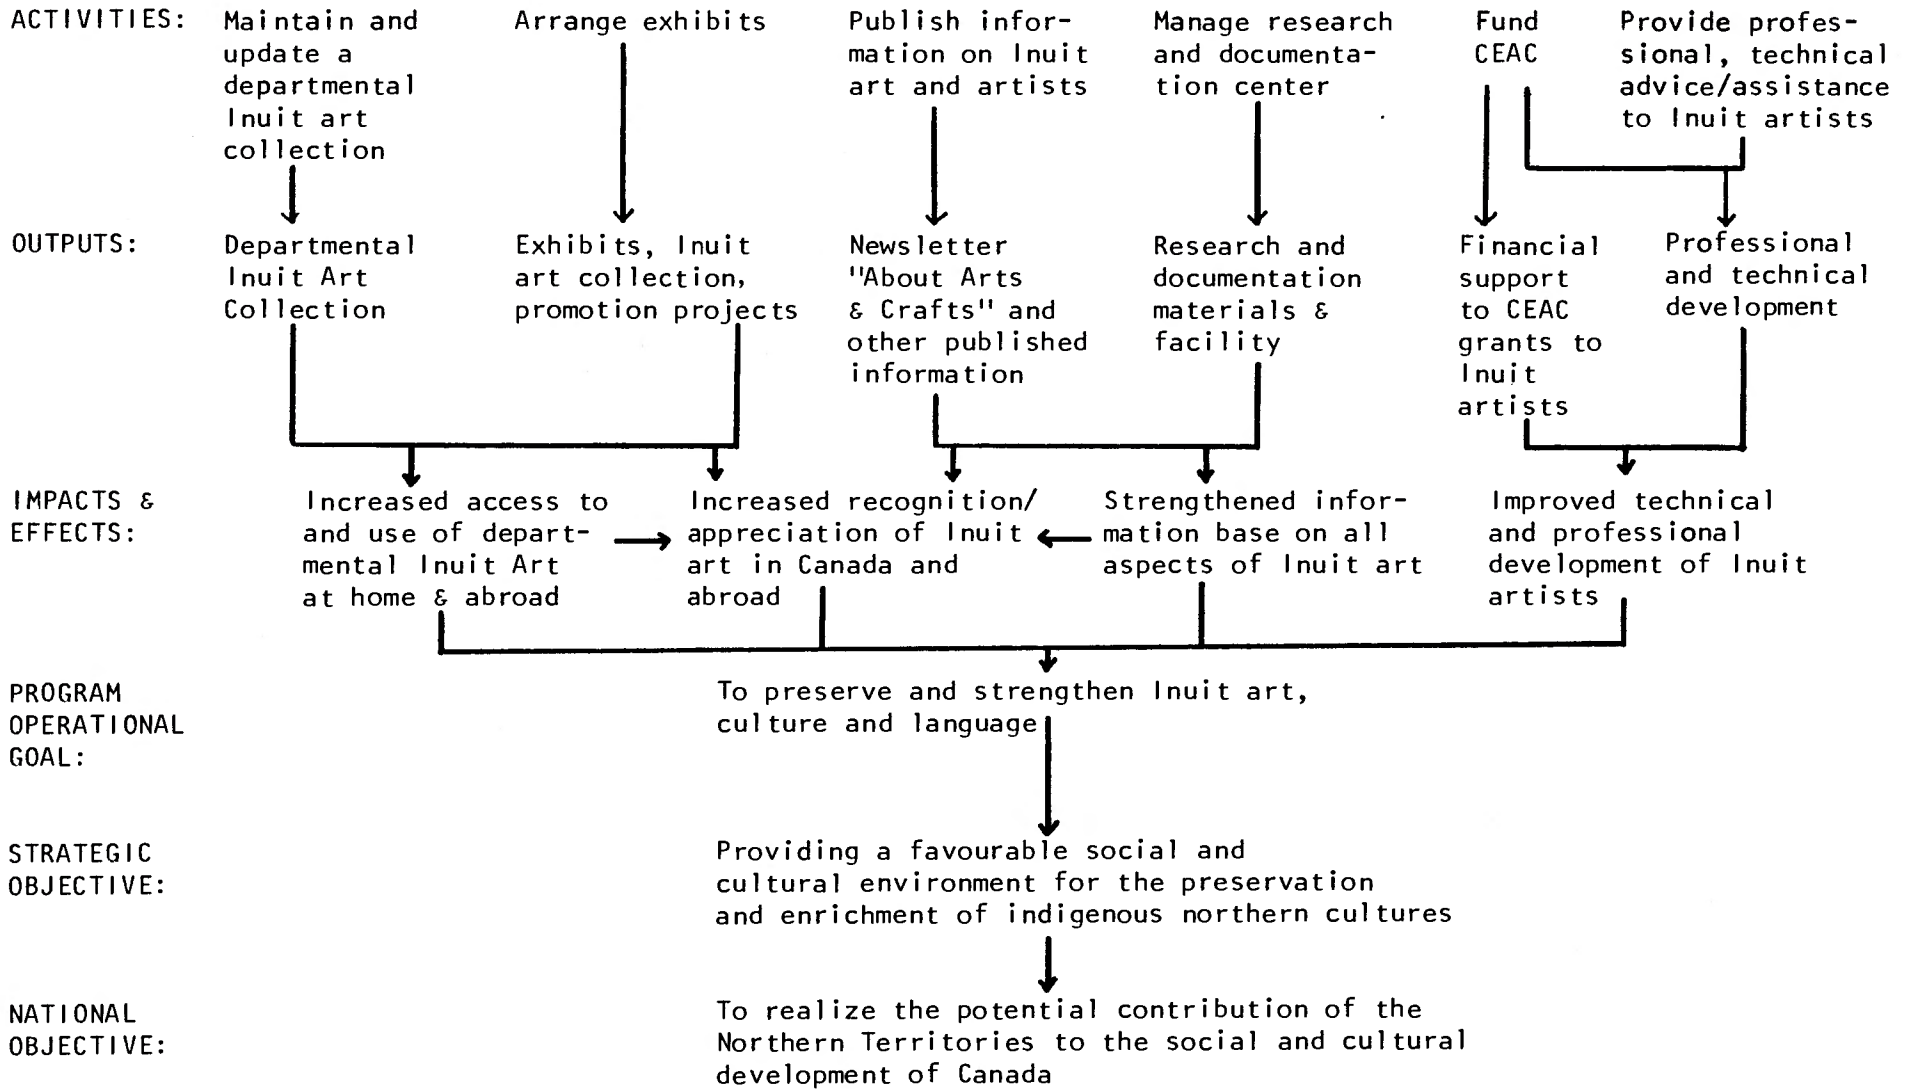 ACTIVITIES:
Maintain and
update a
departmental
Inuit art
collection
Arrange exhibits
Publish infor-
mation on Inuit
art and artists
Manage research
and documenta-
tion center
Fund
CEAC
Provide profes-
sional, technical
advice/assistance
to Inuit artists
OUTPUTS:
Departmental
Inuit Art
Collection
Exhibits, Inuit
art collection,
promotion projects
Newsletter
"About Arts
& Crafts" and
other published
information
Research and
documentation
materials &
facility
Financial
support
to CEAC
grants to
Inuit
artists
Professional
and technical
development
IMPACTS &
EFFECTS:
Increased access to
and use of depart-
mental Inuit Art
at home & abroad
Increased recognition/
appreciation of Inuit
art in Canada and
abroad
Strengthened infor-
mation base on all
aspects of Inuit art
Improved technical
and professional
development of Inuit
artists
PROGRAM
OPERATIONAL
GOAL:
To preserve and strengthen Inuit art,
culture and language
STRATEGIC
OBJECTIVE:
Providing a favourable social and
cultural environment for the preservation
and enrichment of indigenous northern cultures
NATIONAL
OBJECTIVE:
To realize the potential contribution of the
Northern Territories to the social and cultural
development of Canada